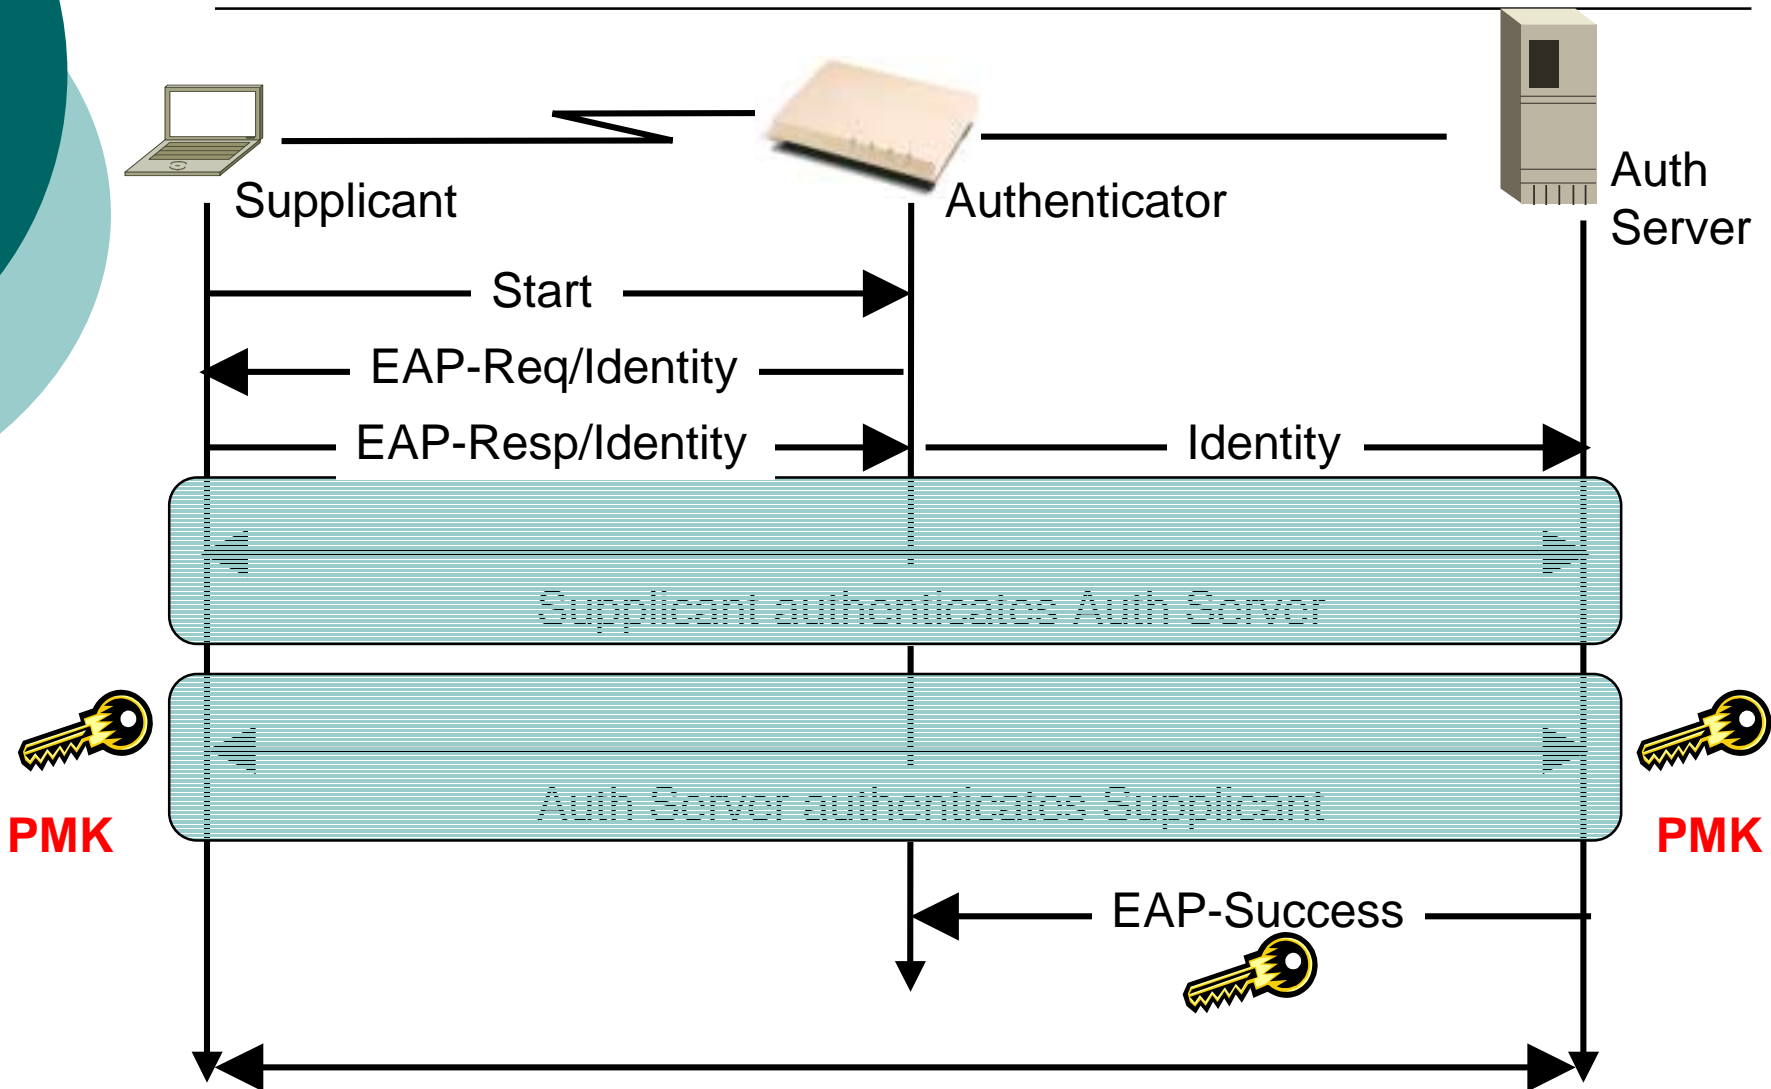 Supplicant
Authenticator
Auth
Server
Start
EAP-Req/Identity
EAP-Resp/Identity
Identity
Supplicant authenticates Auth Server
Auth Server authenticates Supplicant
PMK
PMK
EAP-Success